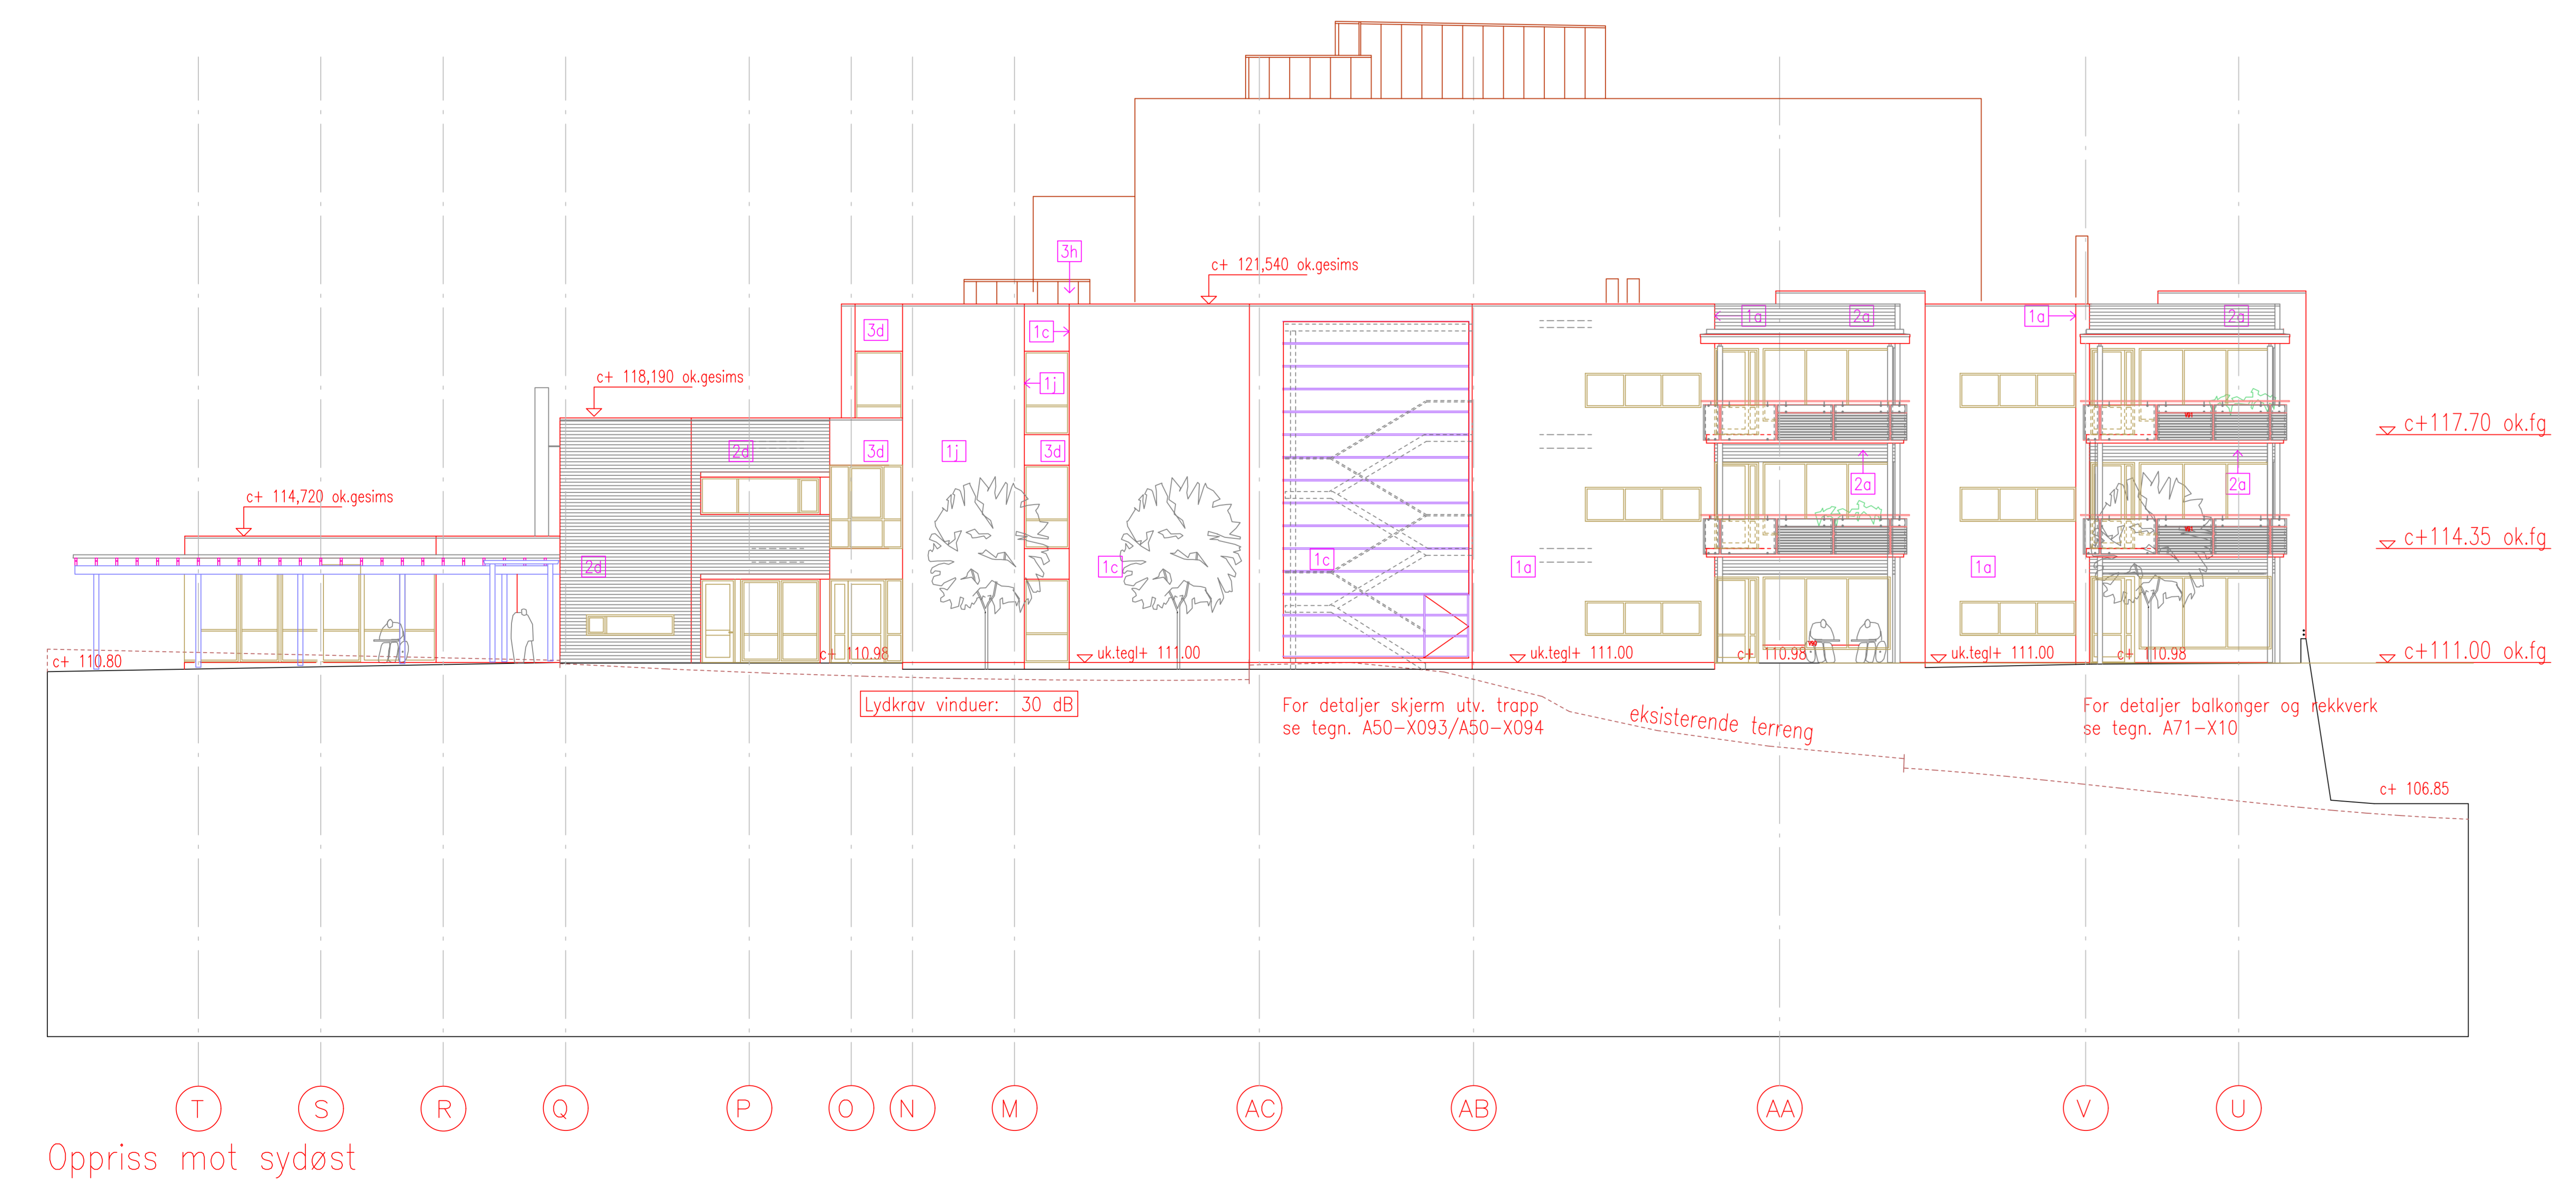 3h
c+ 121,540 ok.gesims
1a
2a
1a
2a
3d
1c
c+ 118,190 ok.gesims
1j
c+117.70 ok.fg
2d
3d
1j
3d
2a
2a
c+ 114,720 ok.gesims
c+114.35 ok.fg
2d
1c
1c
1a
1a
c+ 110.80
c+ 110.98
uk.tegl+ 111.00
uk.tegl+ 111.00
c+ 110.98
uk.tegl+ 111.00
c+ 110.98
c+111.00 ok.fg
Lydkrav vinduer: 30 dB
For detaljer skjerm utv. trapp
se tegn. A50-X093/A50-X094
eksisterende terreng
For detaljer balkonger og rekkverk
se tegn. A71-X10
c+ 106.85
T S R Q P O N M AC AB AA V U
Oppriss mot sydøst